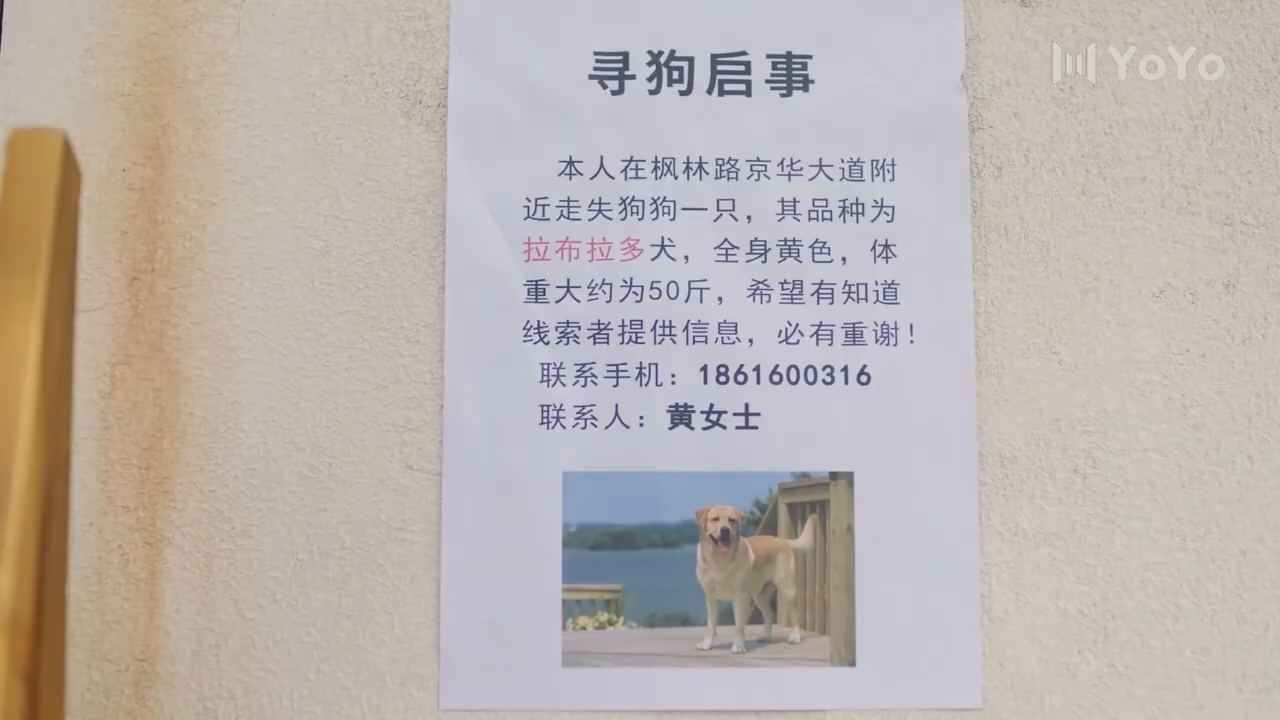 YoYo
寻狗启事
本人在枫林路京华大道附
近走失狗狗一只，其品种为
拉布拉多犬，全身黄色，体
重大约为50斤，希望有知道
线索者提供信息，必有重谢！
联系手机：1861600316
联系人：黄女士